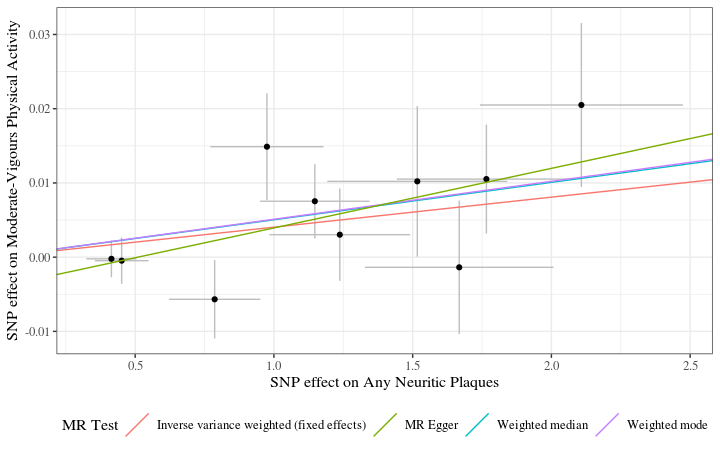 SNP effect on Moderate-Vigours Physical Activity
0.03
0.02
0.01
0.00
-0.01
0.5 1.0 1.5 2.0 2.5
SNP effect on Any Neuritic Plaques
MR Test Inverse variance weighted (fixed effects) MR Egger Weighted median Weighted mode